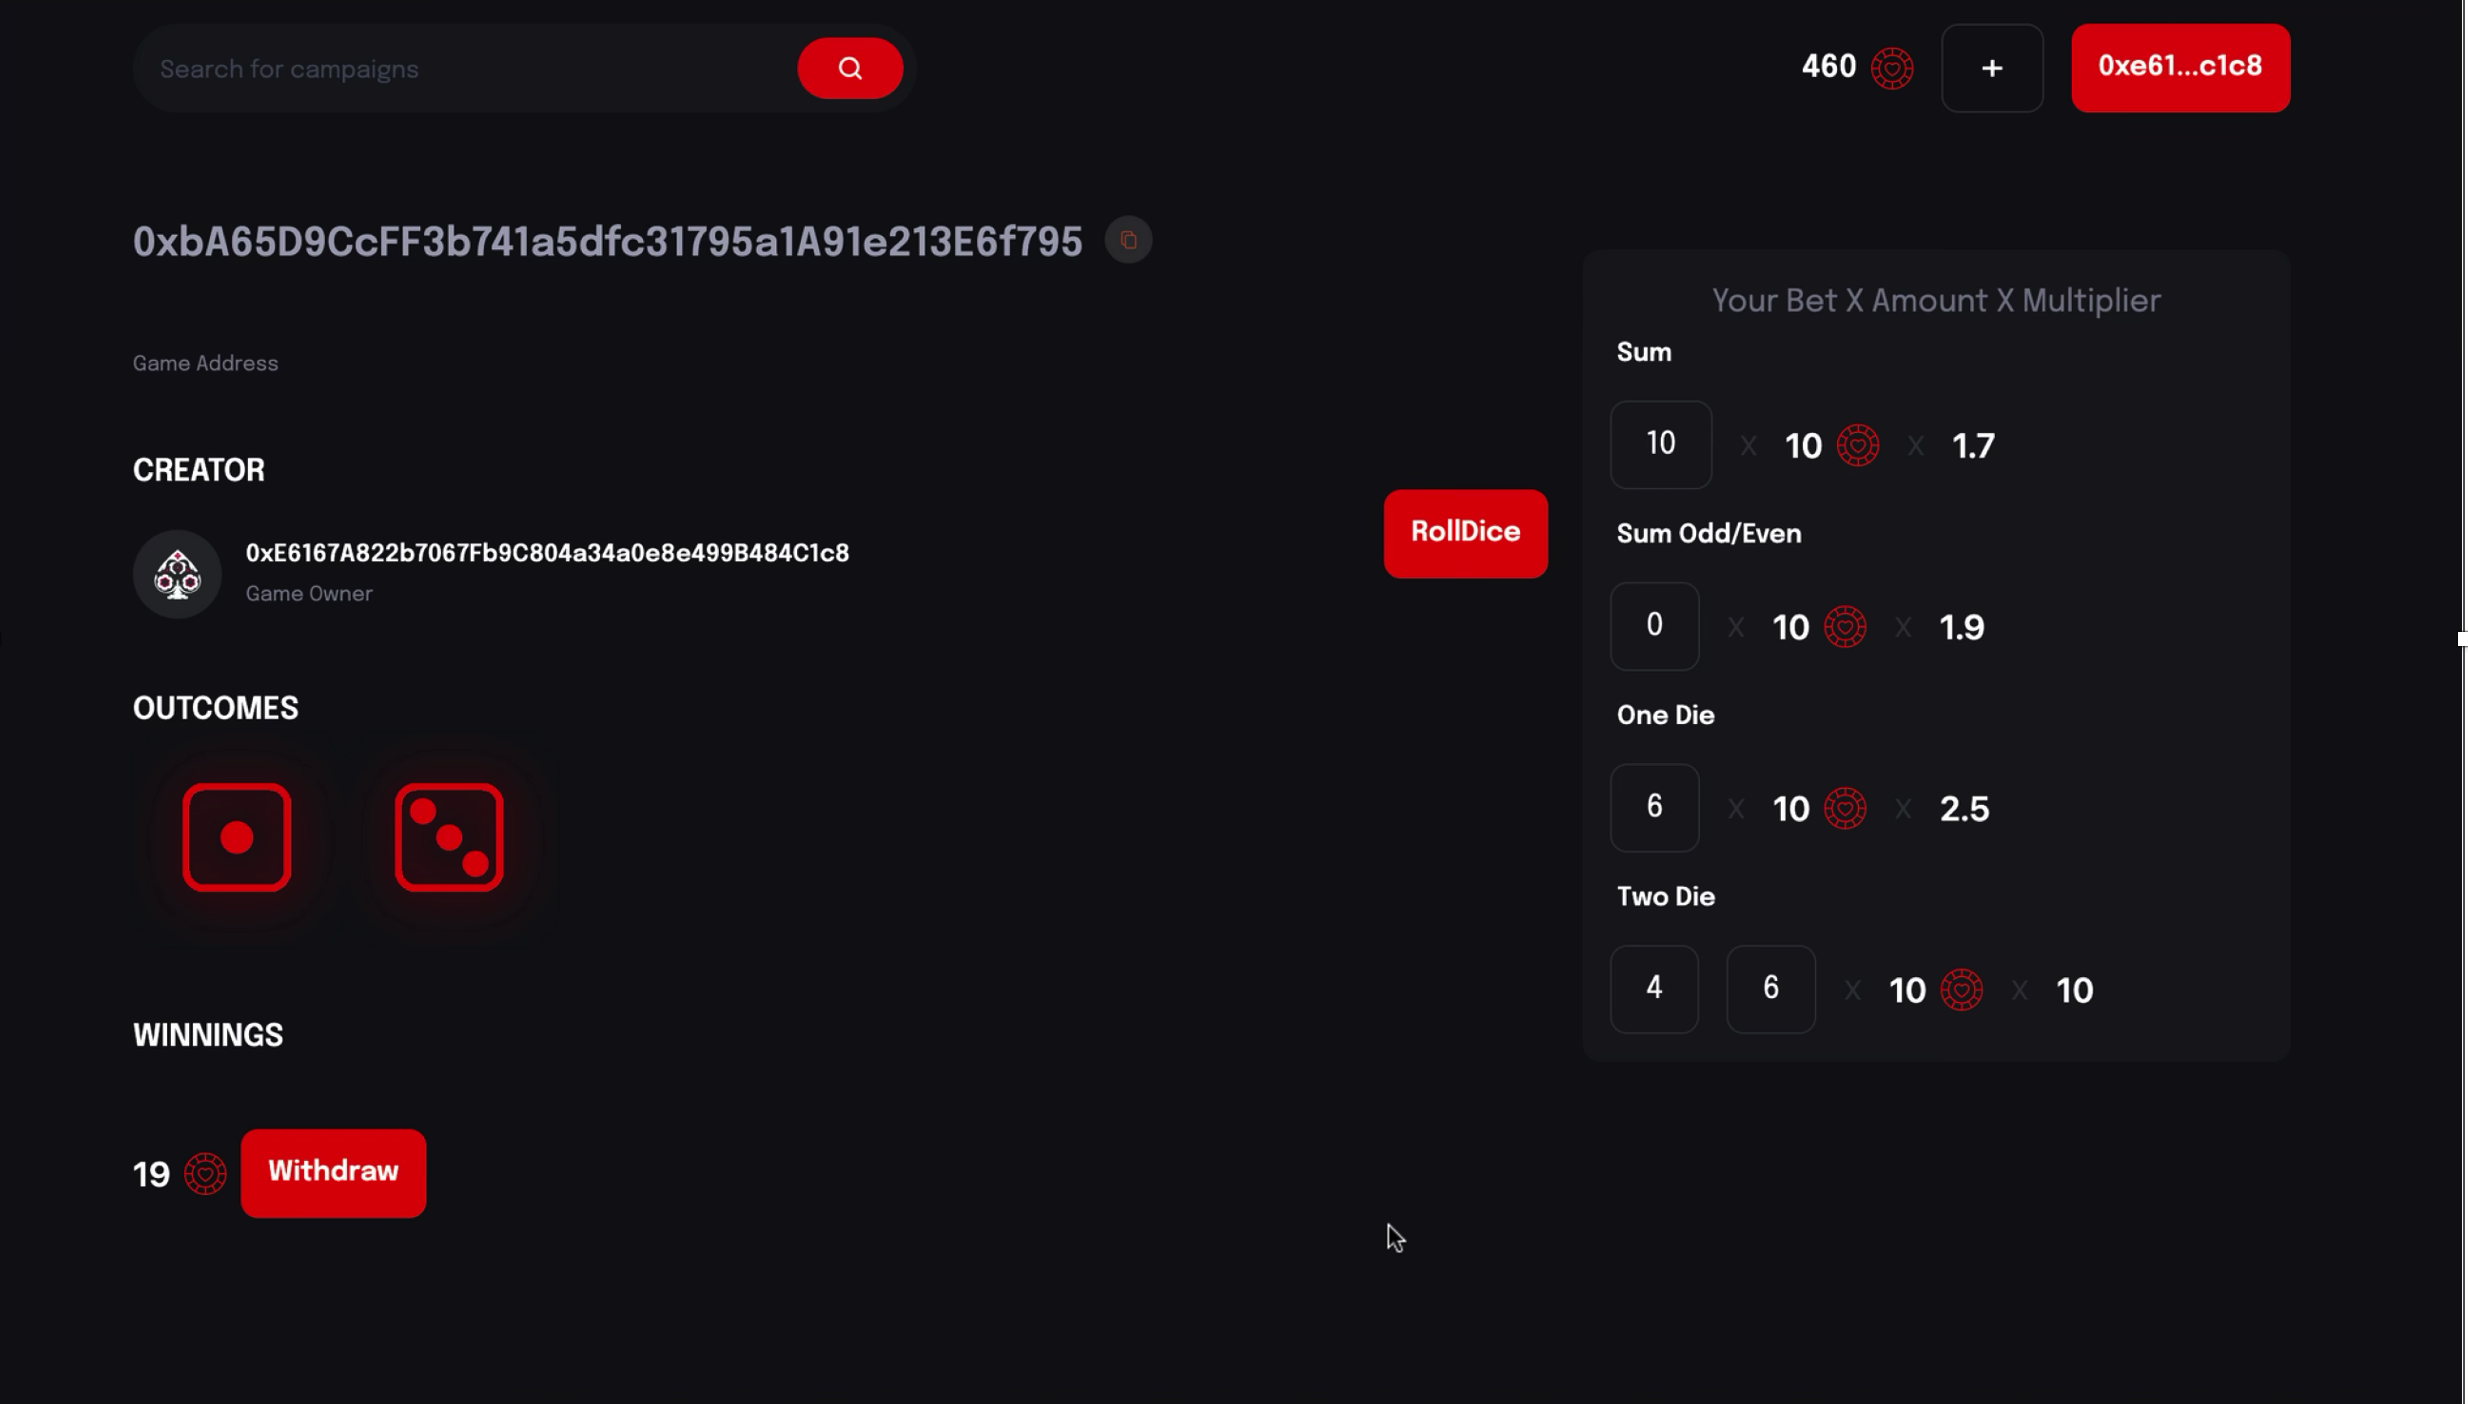 Search for campaigns
460
+
0xe61...c1c8
0xbA65D9CcFF3b741a5dfc31795a1A91e213E6f795
Game Address
CREATOR
0xE6167A822b7067Fb9C804a34a0e8e499B484C1c8
Game Owner
OUTCOMES
WINNINGS
19
Withdraw
RollDice
Your Bet X Amount X Multiplier
Sum
10 X 10 X 1.7
Sum Odd/Even
0 X 10 X 1.9
One Die
6 X 10 X 2.5
Two Die
4 6 X 10 X 10